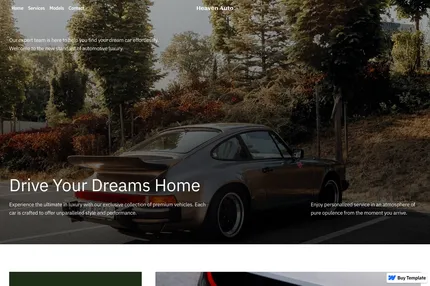 Home Services Models Contact
Heaven Auto
Our expert team is here to help you find your dream car effortlessly.
Welcome to the new standard of automotive luxury.
Drive Your Dreams Home
Experience the ultimate in luxury with our exclusive collection of premium vehicles. Each
car is crafted to offer unparalleled style and performance.
Enjoy personalized service in an atmosphere of
pure opulence from the moment you arrive.
Buy Template